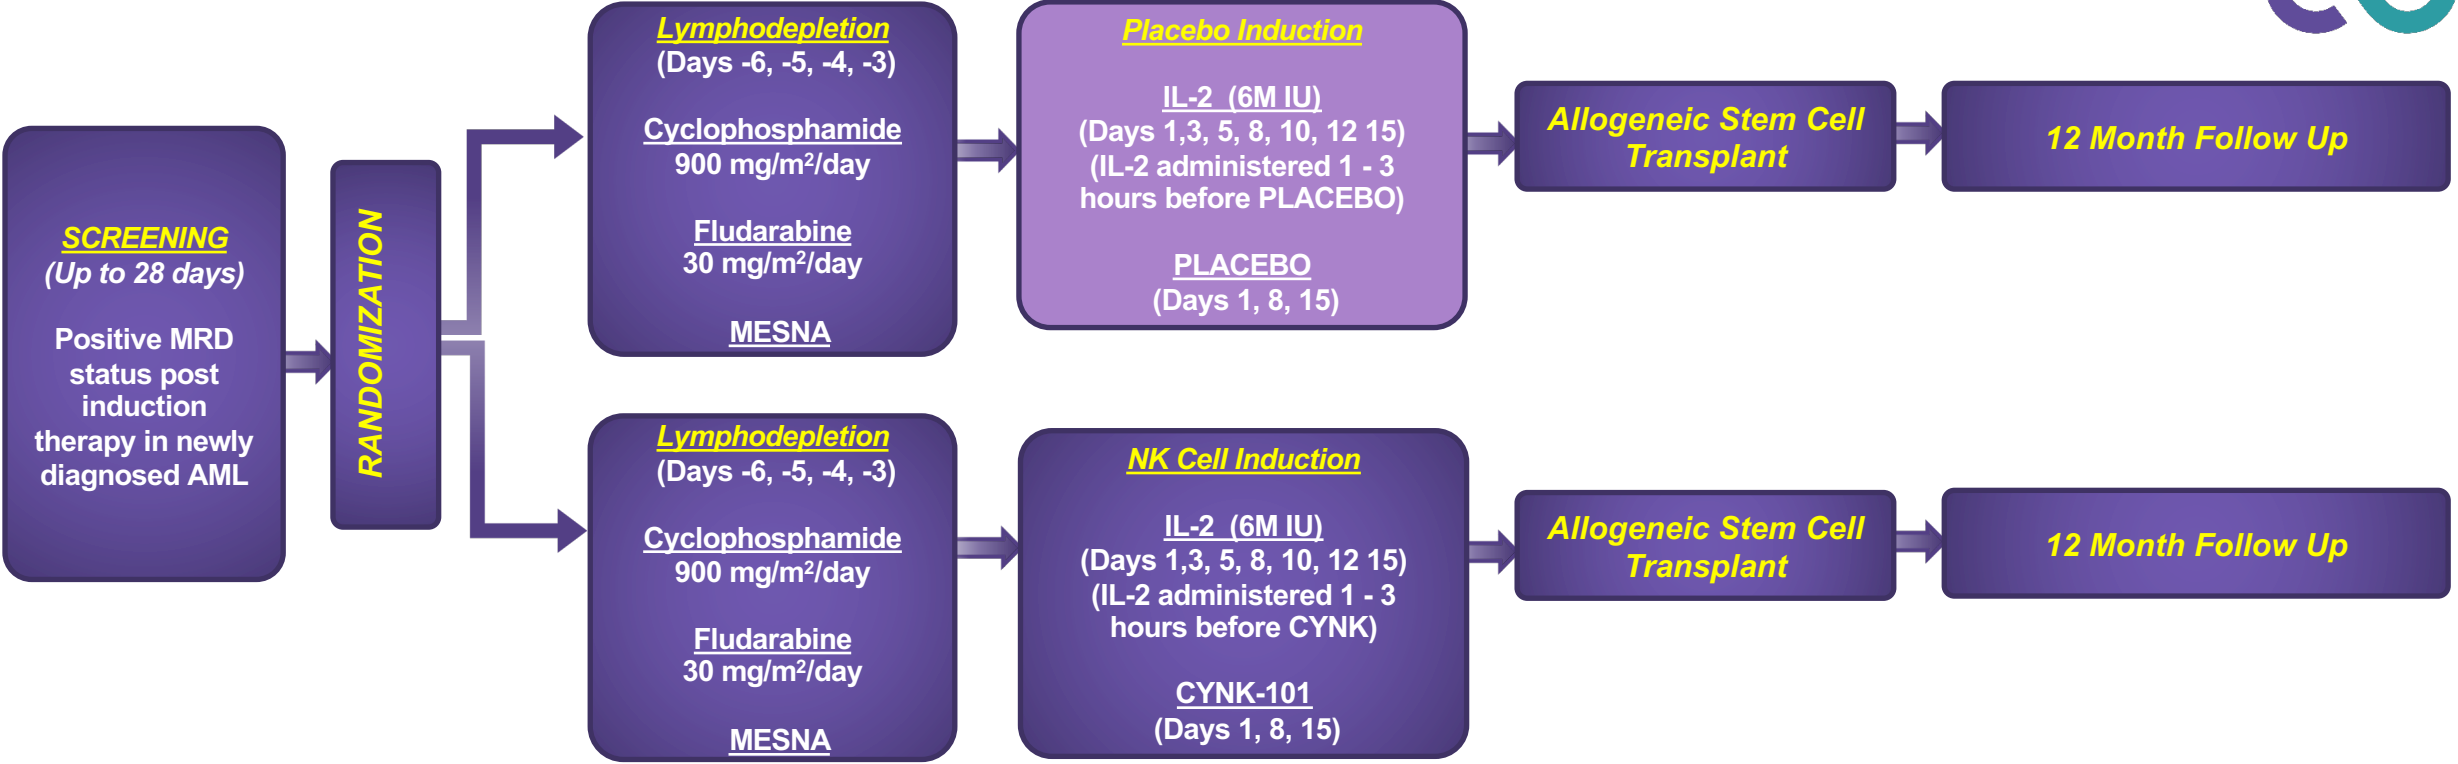 SCREENING
(Up to 28 days)
Positive MRD
status post
induction
therapy in newly
diagnosed AML
RANDOMIZATION
Lymphodepletion
(Days -6, -5, -4, -3)
Cyclophosphamide
900 mg/m²/day
Fludarabine
30 mg/m²/day
MESNA
Placebo Induction
IL-2 (6M IU)
(Days 1,3, 5, 8, 10, 12 15)
(IL-2 administered 1 - 3
hours before PLACEBO)
PLACEBO
(Days 1, 8, 15)
Allogeneic Stem Cell
Transplant
12 Month Follow Up
Lymphodepletion
(Days -6, -5, -4, -3)
Cyclophosphamide
900 mg/m²/day
Fludarabine
30 mg/m²/day
MESNA
NK Cell Induction
IL-2 (6M IU)
(Days 1,3, 5, 8, 10, 12 15)
(IL-2 administered 1 - 3
hours before CYNK)
CYNK-101
(Days 1, 8, 15)
Allogeneic Stem Cell
Transplant
12 Month Follow Up